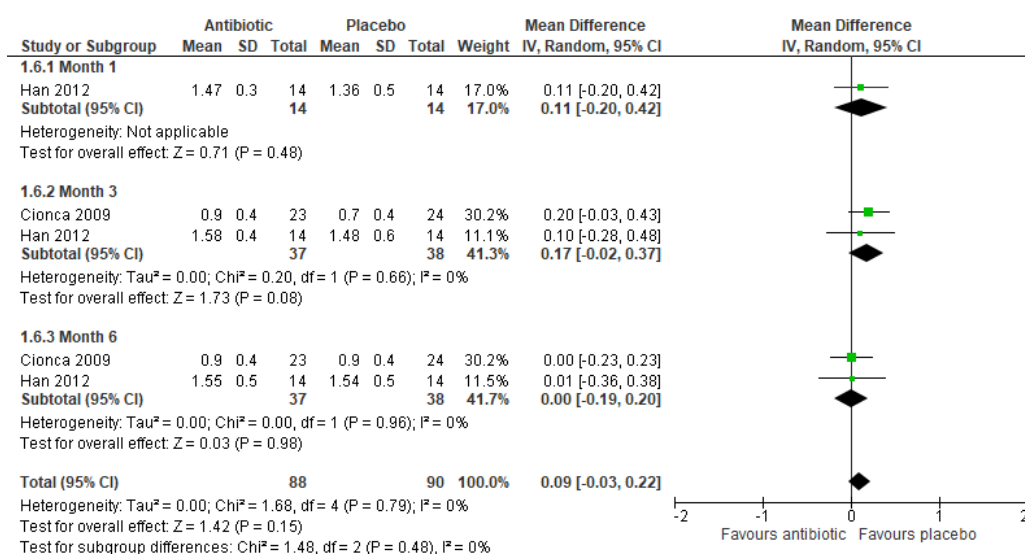 Antibiotic Placebo Mean Difference Mean Difference
Study or Subgroup Mean SD Total Mean SD Total Weight IV, Random, 95% CI IV, Random, 95% CI
1.6.1 Month 1
Han 2012 1.47 0.3 14 1.36 0.5 14 17.0% 0.11 [-0.20, 0.42]
Subtotal (95% CI) 14 14 17.0% 0.11 [-0.20, 0.42]
Heterogeneity: Not applicable
Test for overall effect: Z = 0.71 (P = 0.48)
1.6.2 Month 3
Cionca 2009 0.9 0.4 23 0.7 0.4 24 30.2% 0.20 [-0.03, 0.43]
Han 2012 1.58 0.4 14 1.48 0.6 14 11.1% 0.10 [-0.28, 0.48]
Subtotal (95% CI) 37 38 41.3% 0.17 [-0.02, 0.37]
Heterogeneity: Tau² = 0.00; Chi² = 0.20, df = 1 (P = 0.66); I² = 0%
Test for overall effect: Z = 1.73 (P = 0.08)
1.6.3 Month 6
Cionca 2009 0.9 0.4 23 0.9 0.4 24 30.2% 0.00 [-0.23, 0.23]
Han 2012 1.55 0.5 14 1.54 0.5 14 11.5% 0.01 [-0.36, 0.38]
Subtotal (95% CI) 37 38 41.7% 0.00 [-0.19, 0.20]
Heterogeneity: Tau² = 0.00; Chi² = 0.00, df = 1 (P = 0.96); I² = 0%
Test for overall effect: Z = 0.03 (P = 0.98)
Total (95% CI) 88 90 100.0% 0.09 [-0.03, 0.22]
Heterogeneity: Tau² = 0.00; Chi² = 1.68, df = 4 (P = 0.79); I² = 0%
Test for overall effect: Z = 1.42 (P = 0.15)
Test for subgroup differences: Chi² = 1.48, df = 2 (P = 0.48), I² = 0%
-2 -1 0 1 2
Favours antibiotic Favours placebo